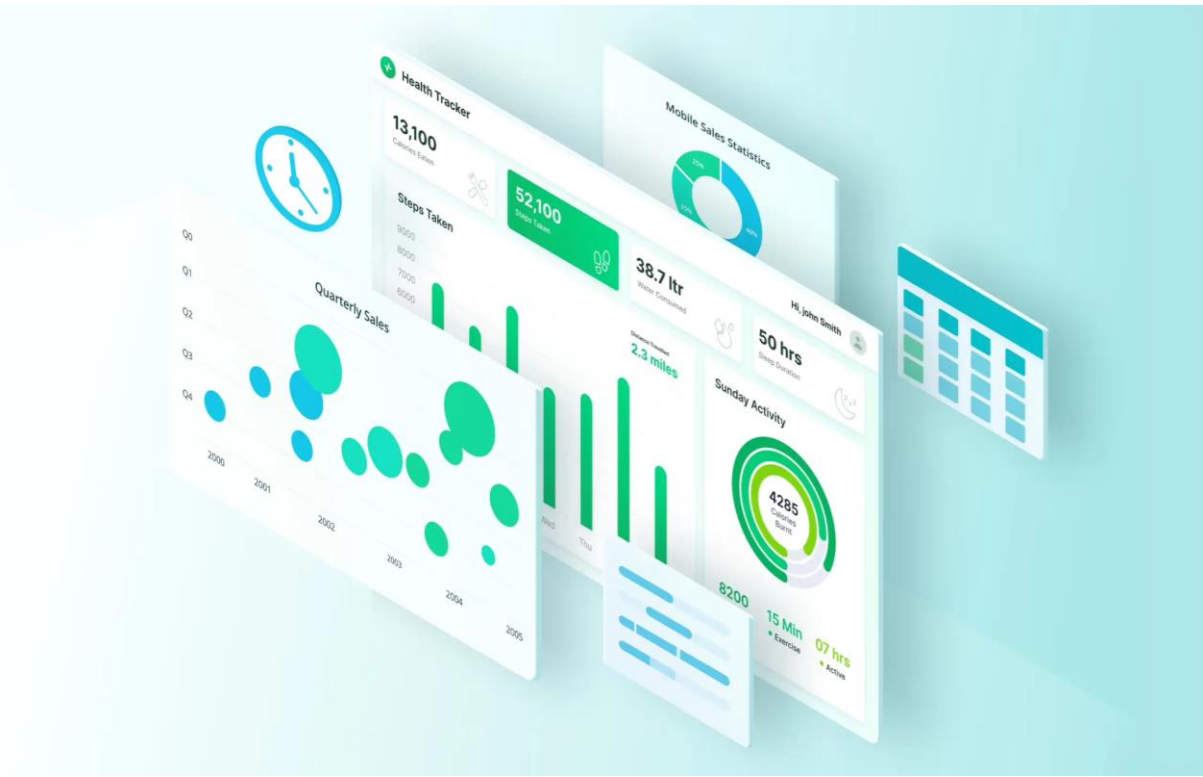 Health Tracker
Hi, john Smith
13,100
Calories Eaten
52,100
Steps Taken
38.7 ltr
Water Consumed
50 hrs
Sleep Duration
Steps Taken
9000
8000
7000
6000
Distance Travelled
2.3 miles
Wed
Thu
Sunday Activity
4285
Calories
Burnt
8200
15 Min
Exercise
07 hrs
Active
Mobile Sales Statistics
25%
40%
Quarterly Sales
Q0
Q1
Q2
Q3
Q4
2000
2001
2002
2003
2004
2005